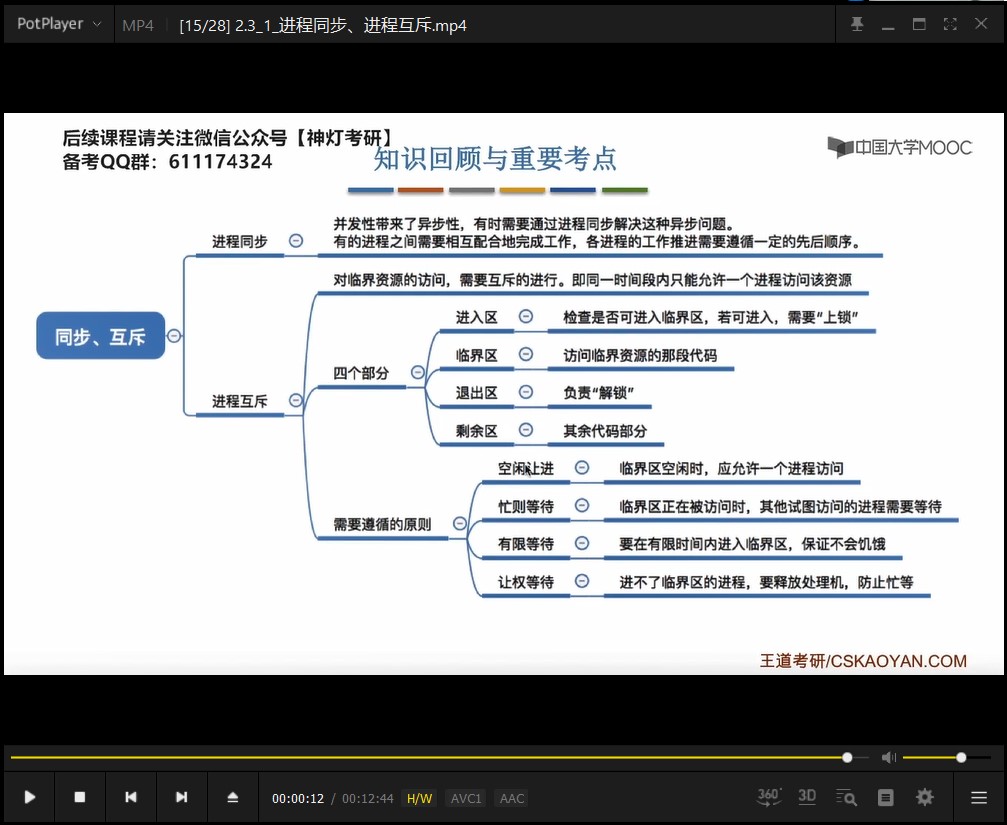 PotPlayer
MP4
[15/28] 2.3_1_进程同步、进程互斥.mp4
后续课程请关注微信公众号【神灯考研】
备考QQ群：611174324
知识回顾与重要考点
中国大学MOOC
并发性带来了异步性，有时需要通过进程同步解决这种异步问题。
进程同步
有的进程之间需要相互配合地完成工作，各进程的工作推进需要遵循一定的先后顺序。
对临界资源的访问，需要互斥的进行。即同一时间段内只能允许一个进程访问该资源
同步、互斥
进程互斥
四个部分
进入区 检查是否可进入临界区，若可进入，需要“上锁”
临界区 访问临界资源的那段代码
退出区 负责“解锁”
剩余区 其余代码部分
需要遵循的原则
空闲让进 临界区空闲时，应允许一个进程访问
忙则等待 临界区正在被访问时，其他试图访问的进程需要等待
有限等待 要在有限时间内进入临界区，保证不会饥饿
让权等待 进不了临界区的进程，要释放处理机，防止忙等
王道考研/CSKAOYAN.COM
00:00:12 / 00:12:44 H/W AVC1 AAC
360° 3D